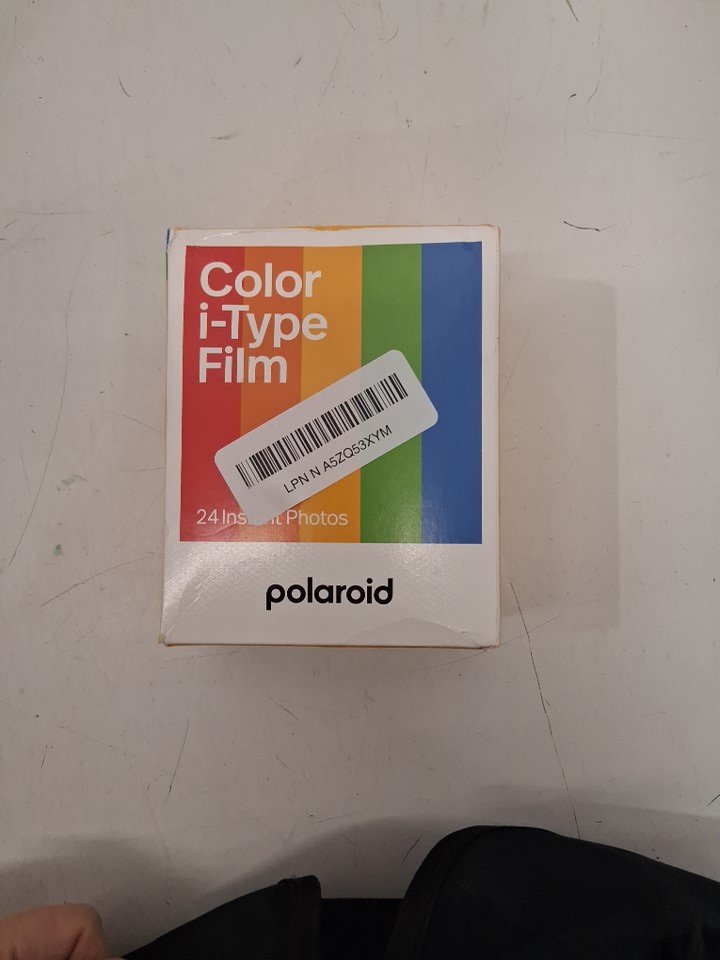 Color
i-Type
Film
LPN N A5ZQ53XYM
24 Photos
polaroid